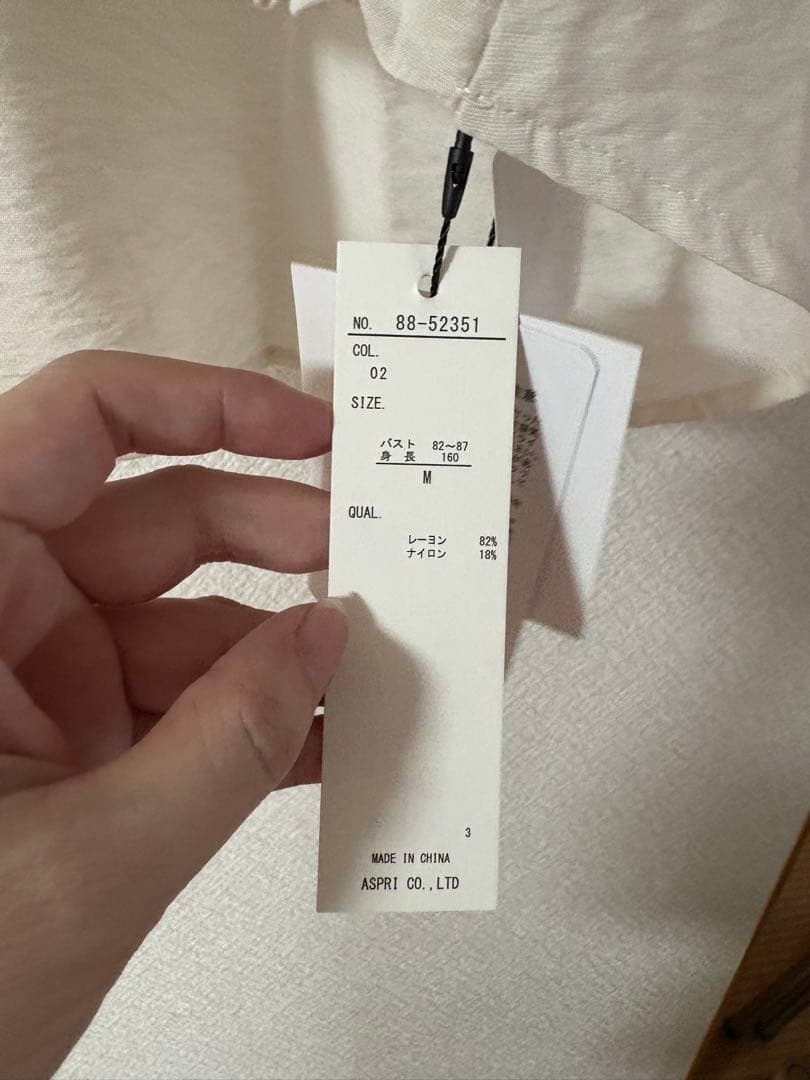 NO. 88-52351
COL.
02
SIZE.
バスト 82～87
身 長 160
M
QUAL.
レーヨン 82%
ナイロン 18%
3
MADE IN CHINA
ASPRI CO.,LTD